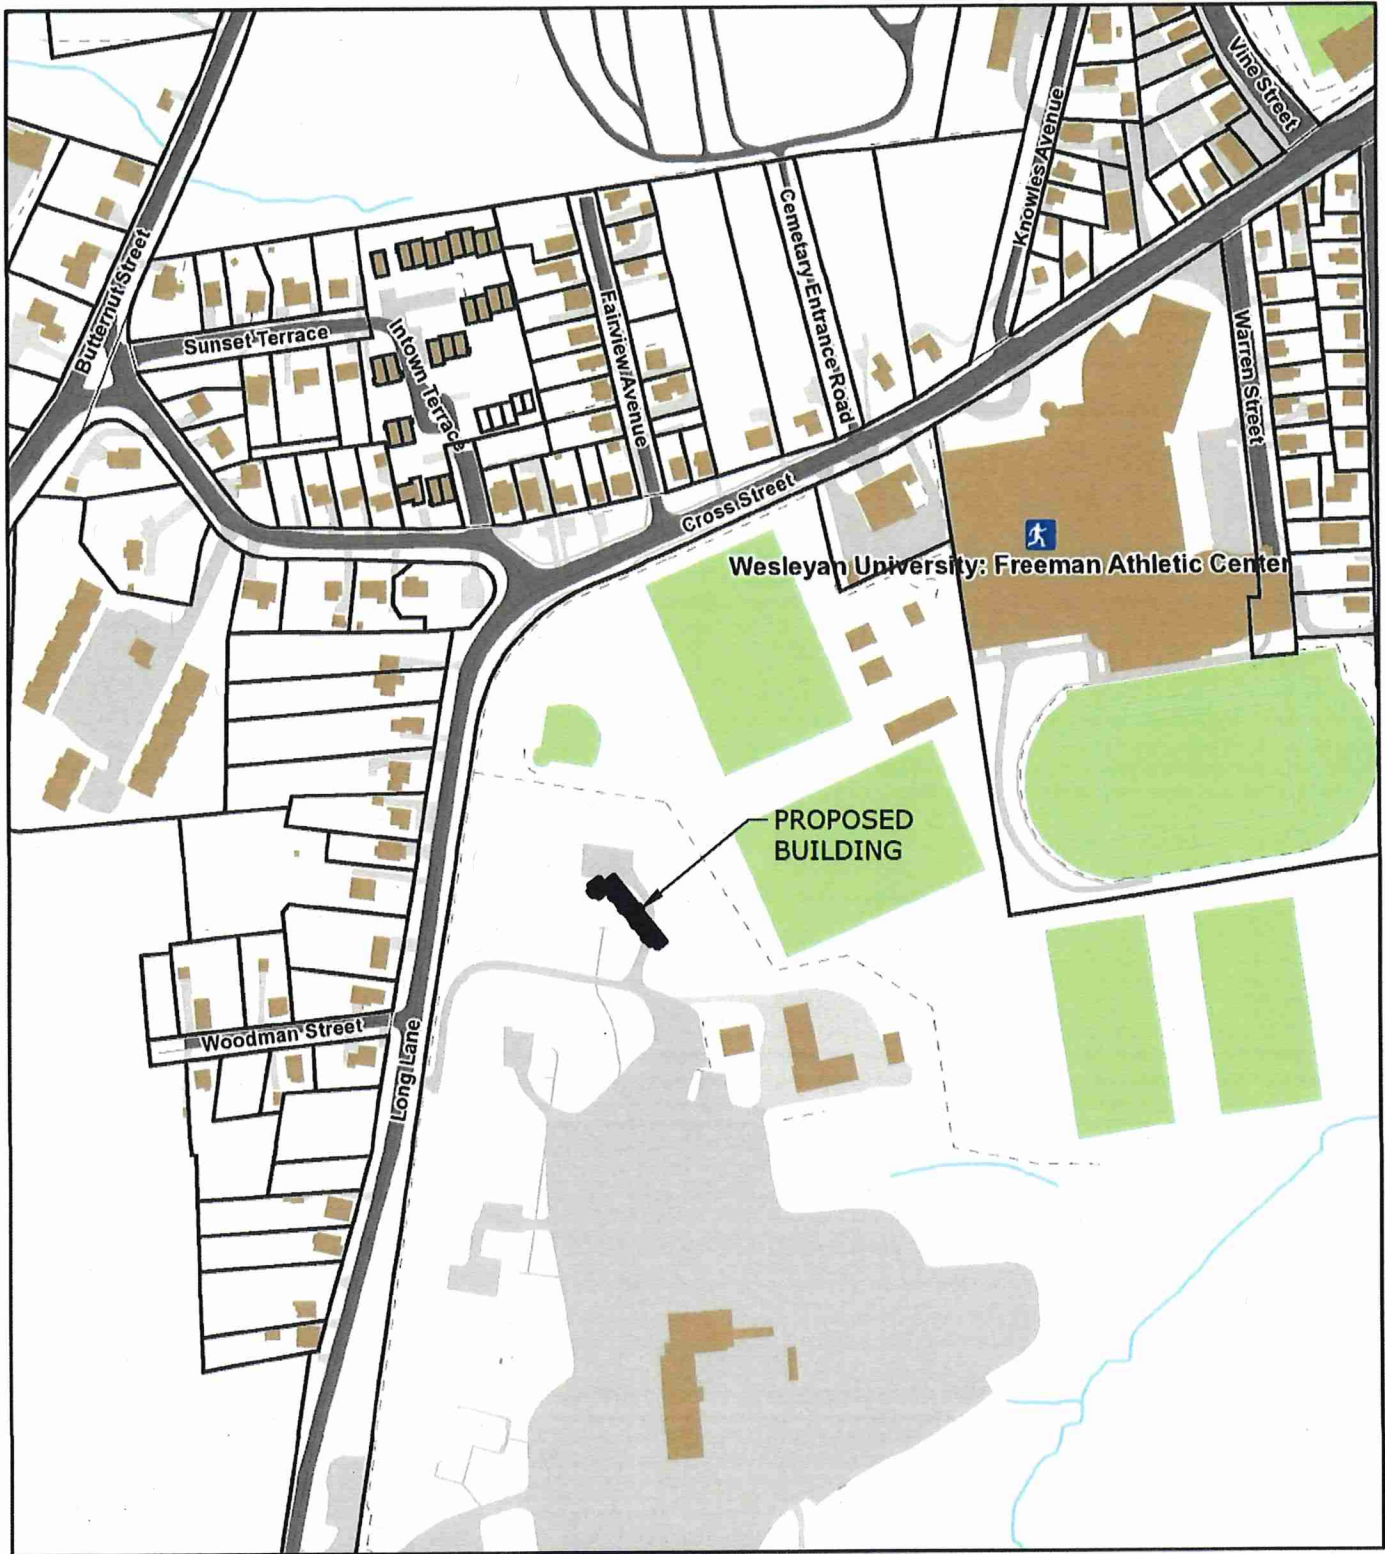 Vine Street
Knowles Avenue
Cemetary Entrance Road
Butternut Street
Sunset Terrace
Intown Terrace
Fairview Avenue
Warren Street
Cross Street
Wesleyan University: Freeman Athletic Center
PROPOSED
BUILDING
Woodman Street
Long Lane